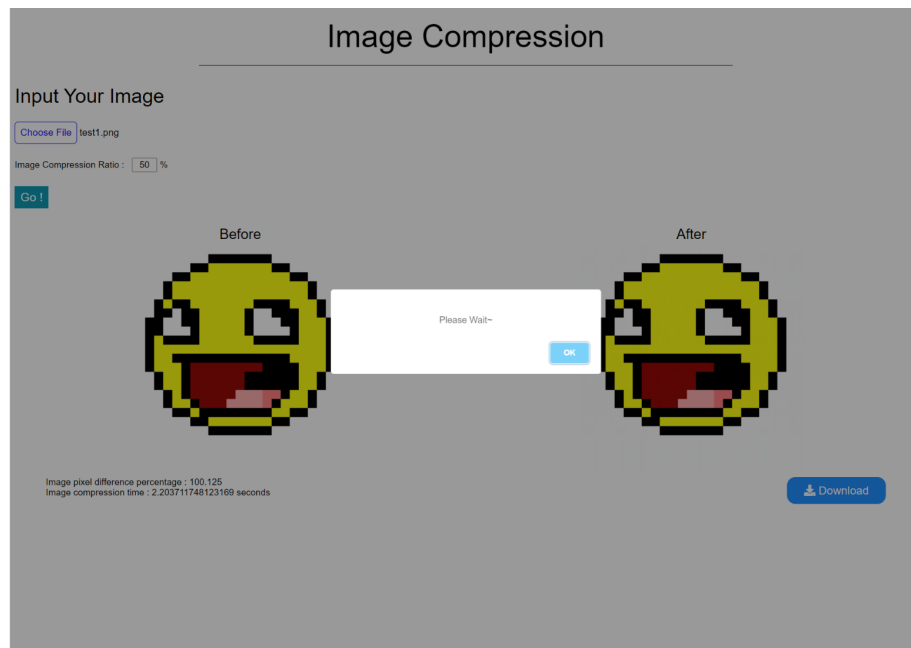 Image Compression
Input Your Image
Choose File test1.png
Image Compression Ratio : 50 %
Go !
Before After
Please Wait~
OK
Image pixel difference percentage : 100.125
Image compression time : 2.203711748123169 seconds
Download